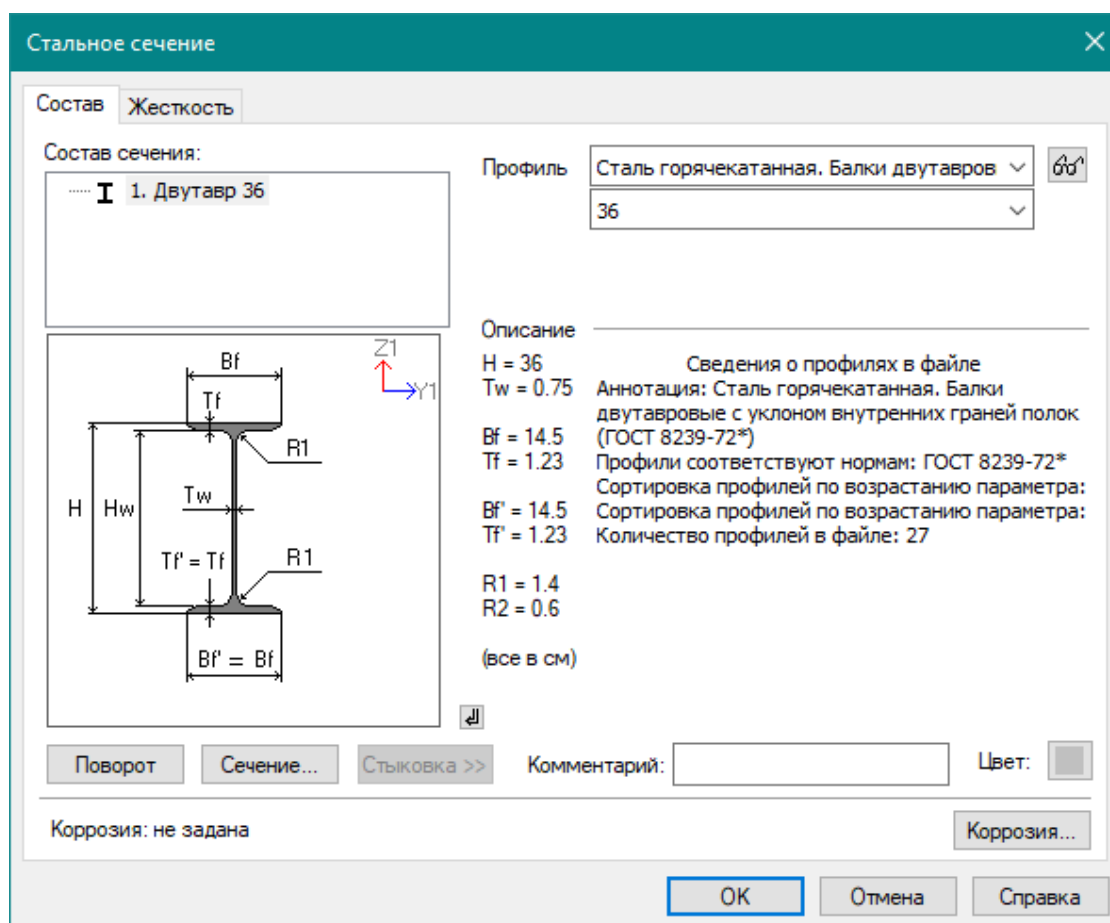 Стальное сечение
Состав
Жесткость
Состав сечения:
1. Двутавр 36
Профиль
Сталь горячекатанная. Балки двутавров
36
Bf
Tf
R1
H
Hw
Tw
Tf' = Tf
R1
Bf' = Bf
Z1
Y1
Описание
H = 36
Tw = 0.75
Bf = 14.5
Tf = 1.23
Bf' = 14.5
Tf' = 1.23
R1 = 1.4
R2 = 0.6
(все в см)
Сведения о профилях в файле
Аннотация: Сталь горячекатанная. Балки
двутавровые с уклоном внутренних граней полок
(ГОСТ 8239-72*)
Профили соответствуют нормам: ГОСТ 8239-72*
Сортировка профилей по возрастанию параметра:
Сортировка профилей по возрастанию параметра:
Количество профилей в файле: 27
Поворот
Сечение...
Стыковка >>
Комментарий:
Цвет:
Коррозия: не задана
Коррозия...
OK
Отмена
Справка